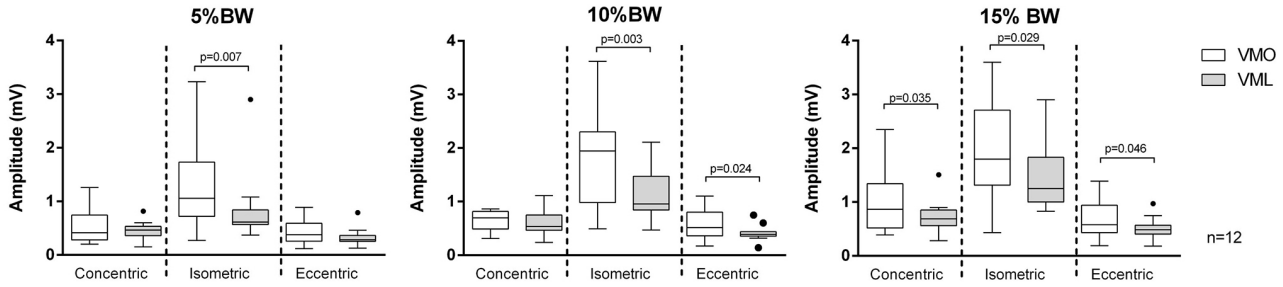 5%BW
10%BW
15% BW
Amplitude (mV)
4
3
2
1
0
p=0.007
Concentric
Isometric
Eccentric
Amplitude (mV)
4
3
2
1
0
p=0.003
p=0.024
Concentric
Isometric
Eccentric
Amplitude (mV)
4
3
2
1
0
p=0.035
p=0.029
p=0.046
Concentric
Isometric
Eccentric
VMO
VML
n=12